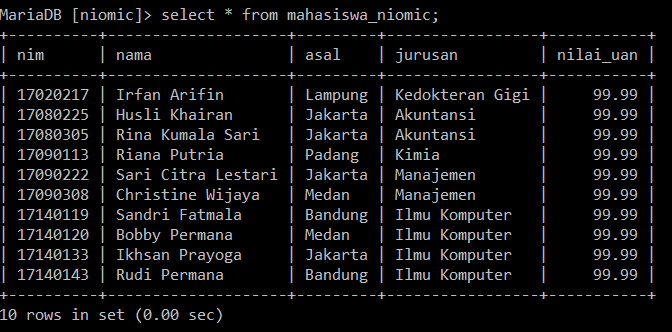 MariaDB [niomic]> select * from mahasiswa_niomic;
+----------+--------------------+---------+-----------------+-----------+
| nim      | nama               | asal    | jurusan         | nilai_uan |
+----------+--------------------+---------+-----------------+-----------+
| 17020217 | Irfan Arifin       | Lampung | Kedokteran Gigi |     99.99 |
| 17080225 | Husli Khairan      | Jakarta | Akuntansi       |     99.99 |
| 17080305 | Rina Kumala Sari   | Jakarta | Akuntansi       |     99.99 |
| 17090113 | Riana Putria       | Padang  | Kimia           |     99.99 |
| 17090222 | Sari Citra Lestari | Jakarta | Manajemen       |     99.99 |
| 17090308 | Christine Wijaya   | Medan   | Manajemen       |     99.99 |
| 17140119 | Sandri Fatmala     | Bandung | Ilmu Komputer   |     99.99 |
| 17140120 | Bobby Permana      | Medan   | Ilmu Komputer   |     99.99 |
| 17140133 | Ikhsan Prayoga     | Jakarta | Ilmu Komputer   |     99.99 |
| 17140143 | Rudi Permana       | Bandung | Ilmu Komputer   |     99.99 |
+----------+--------------------+---------+-----------------+-----------+
10 rows in set (0.00 sec)